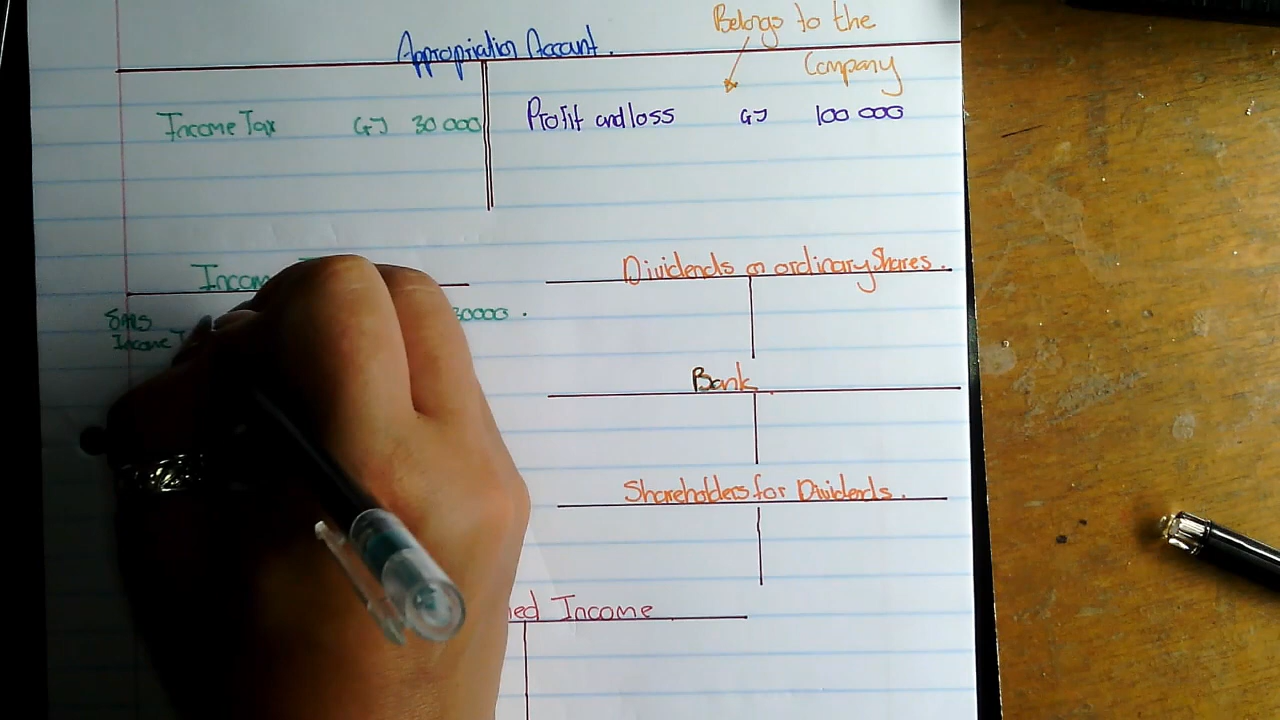 Belongs to the
Appropriation Account.
Company
Income Tax GJ 30 000
Profit and loss GJ 100 000
Dividends on ordinary Shares.
30000.
Bank
Shareholders for Dividends.
Income